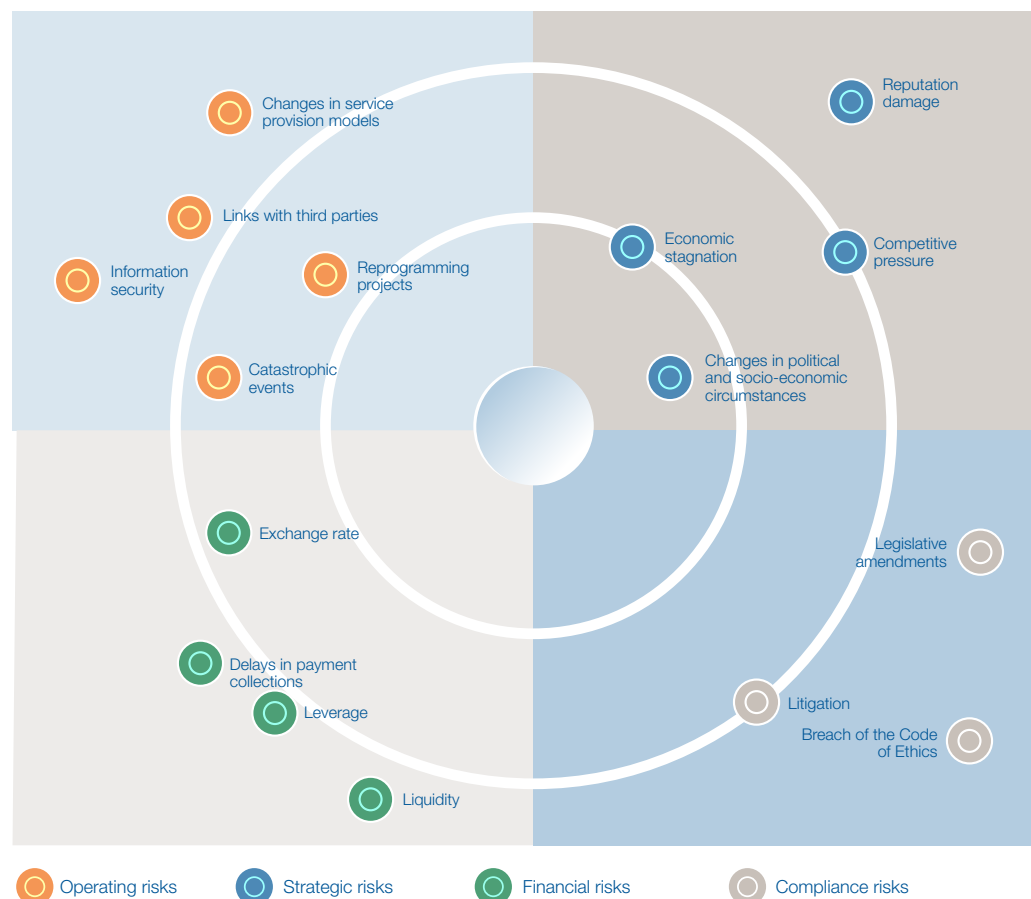 Changes in service
provision models
Links with third parties
Information
security
Reprogramming
projects
Catastrophic
events
Reputation
damage
Economic
stagnation
Competitive
pressure
Changes in political
and socio-economic
circumstances
Exchange rate
Delays in payment
collections
Leverage
Liquidity
Legislative
amendments
Litigation
Breach of the Code
of Ethics
Operating risks
Strategic risks
Financial risks
Compliance risks